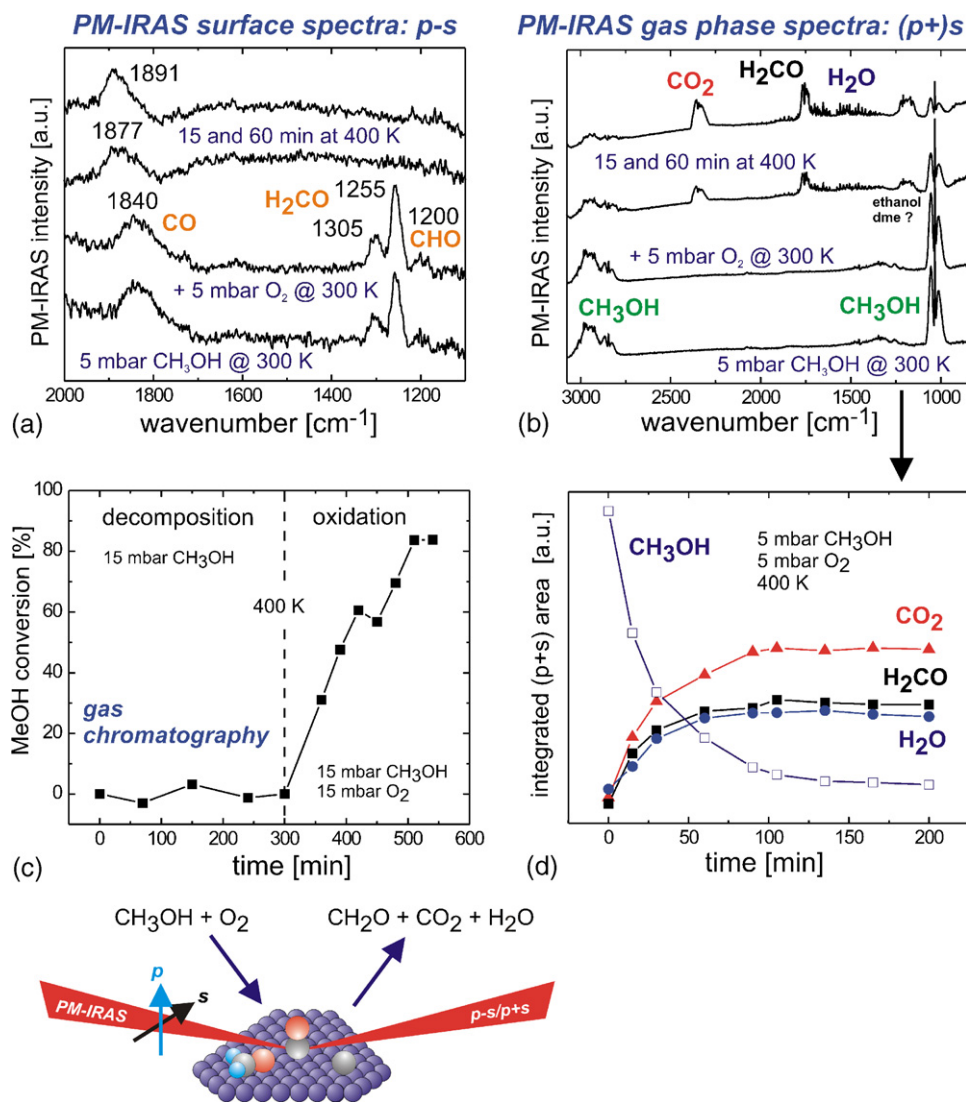 PM-IRAS surface spectra: p-s
PM-IRAS intensity [a.u.]
1891
15 and 60 min at 400 K
1877
1840
CO
H₂CO
1255
1305
1200
CHO
+ 5 mbar O₂ @ 300 K
5 mbar CH₃OH @ 300 K
2000 1800 1600 1400 1200
wavenumber [cm⁻¹]
(a)
PM-IRAS gas phase spectra: (p+)s
PM-IRAS intensity [a.u.]
CO₂
H₂CO
H₂O
15 and 60 min at 400 K
ethanol
dme ?
+ 5 mbar O₂ @ 300 K
CH₃OH
CH₃OH
5 mbar CH₃OH @ 300 K
3000 2500 2000 1500 1000
wavenumber [cm⁻¹]
(b)
MeOH conversion [%]
100
80
60
40
20
0
decomposition
oxidation
15 mbar CH₃OH
400 K
gas
chromatography
15 mbar CH₃OH
15 mbar O₂
0 100 200 300 400 500 600
time [min]
(c)
integrated (p+s) area [a.u.]
CH₃OH
5 mbar CH₃OH
5 mbar O₂
400 K
CO₂
H₂CO
H₂O
0 50 100 150 200
time [min]
(d)
CH₃OH + O₂
CH₂O + CO₂ + H₂O
p
s
PM-IRAS
p-s/p+s